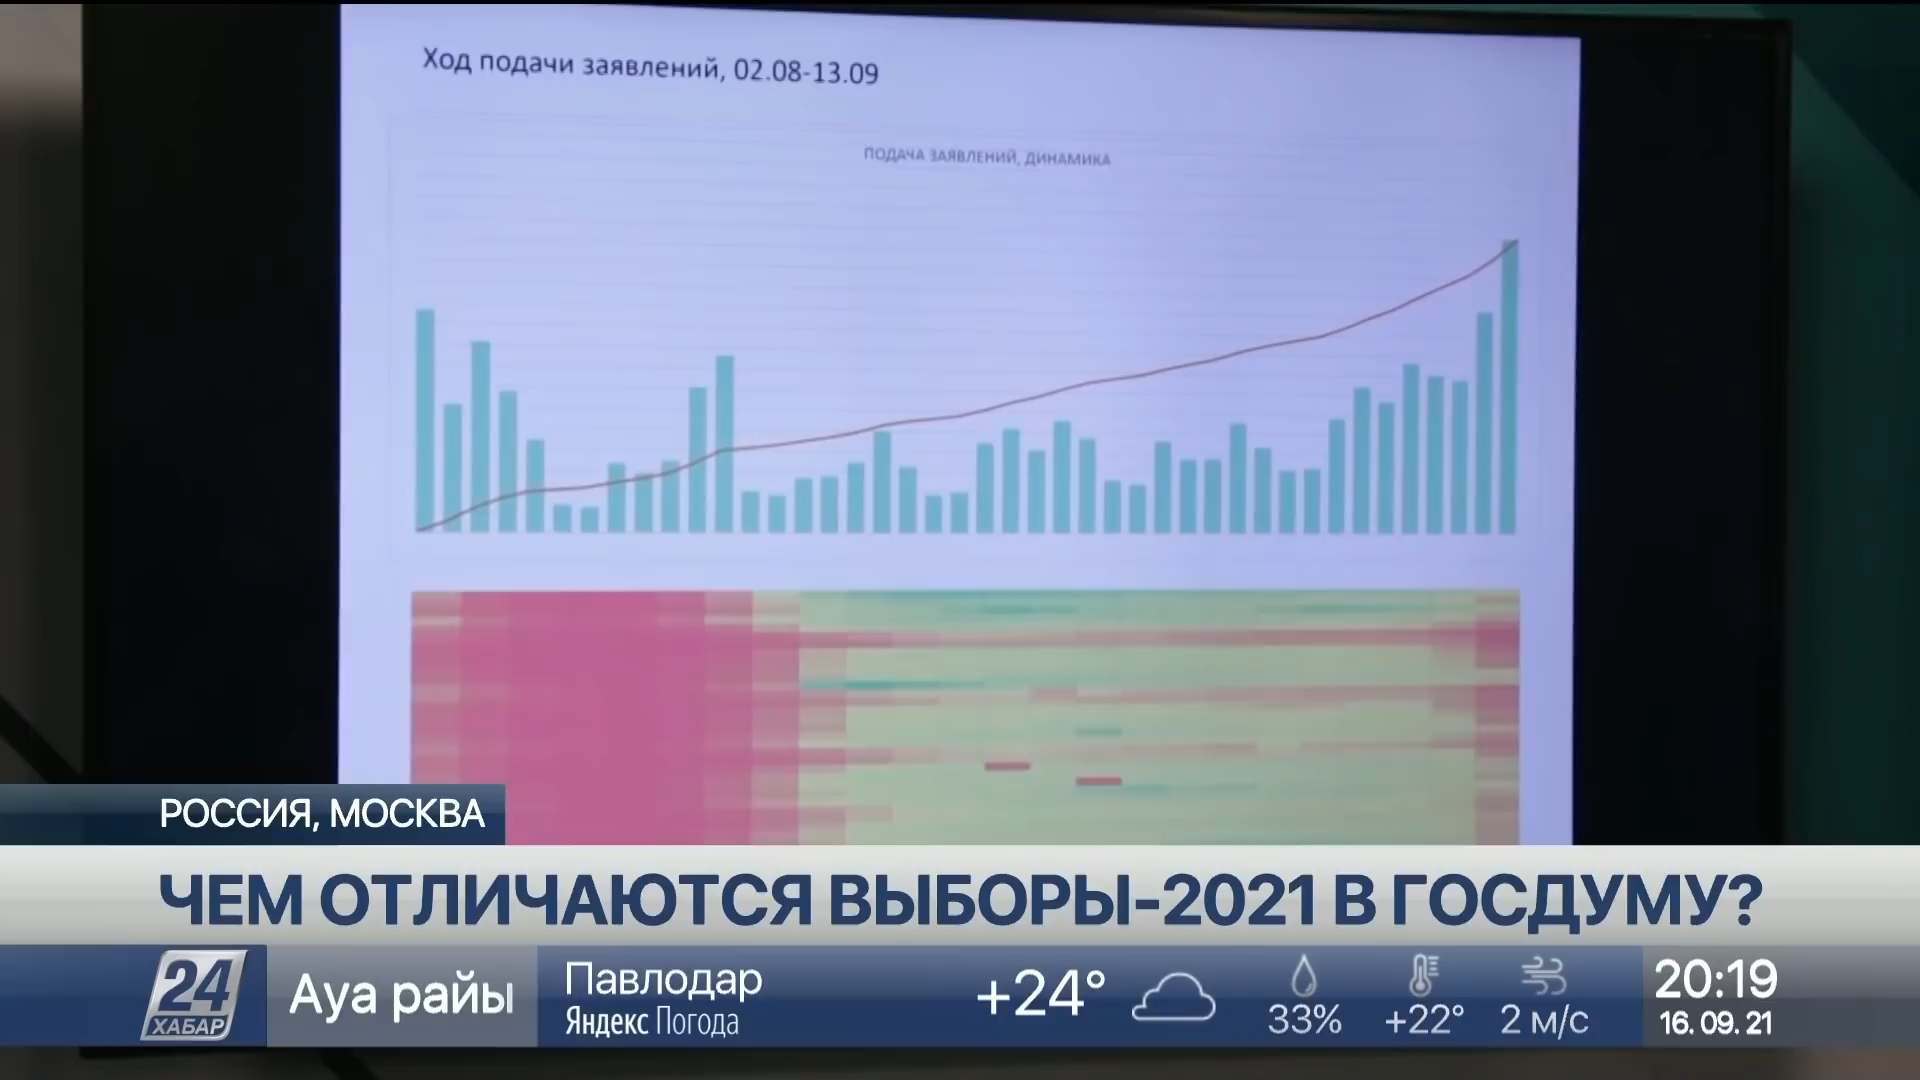 Ход подачи заявлений, 02.08-13.09
ПОДАЧА ЗАЯВЛЕНИЙ, ДИНАМИКА
РОССИЯ, МОСКВА
ЧЕМ ОТЛИЧАЮТСЯ ВЫБОРЫ-2021 В ГОСДУМУ?
24
ХАБАР
Ауа райы
Павлодар
Яндекс Погода
+24°
33%
+22°
2 м/с
20:19
16. 09. 21